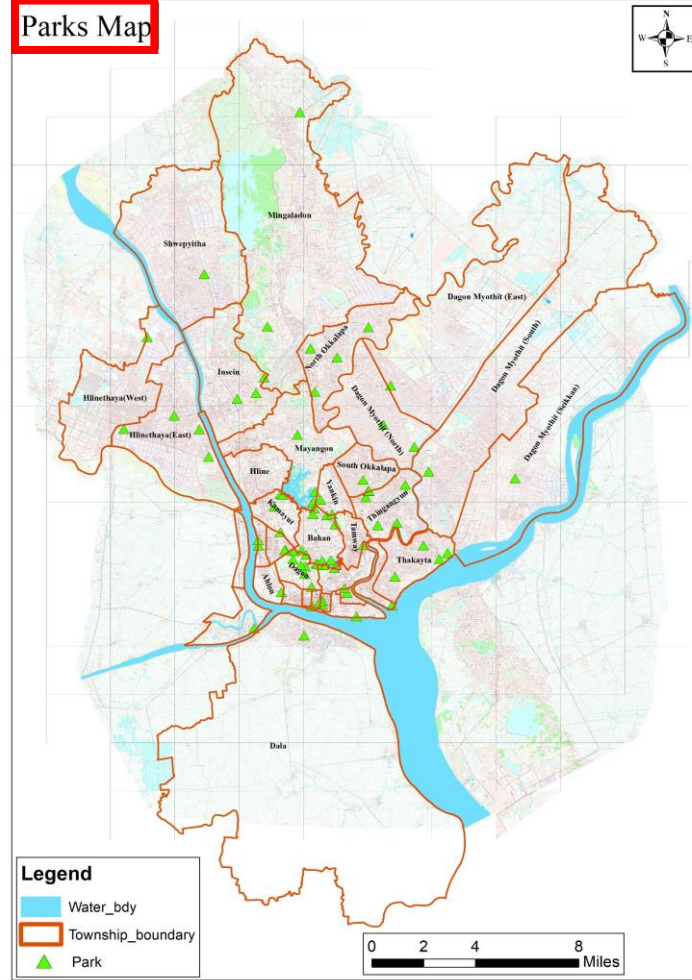 Parks Map
N
W E
S
Mingaladon
Shwepyitha
Dagon Myothit (East)
North Okkalapa
Dagon Myothit (South)
Insein
Dagon Myothit (North)
Hlinethaya(West)
Dagon Myothit (Seikkan)
Hlinethaya(East)
Mayangon
South Okkalapa
Hline
Yankin
Thingangyun
Kamayut
Bahan
Tamway
Thakayta
Dagon
Ahlon
Dala
Legend
Water_bdy
Township_boundary
Park
0 2 4 8
Miles